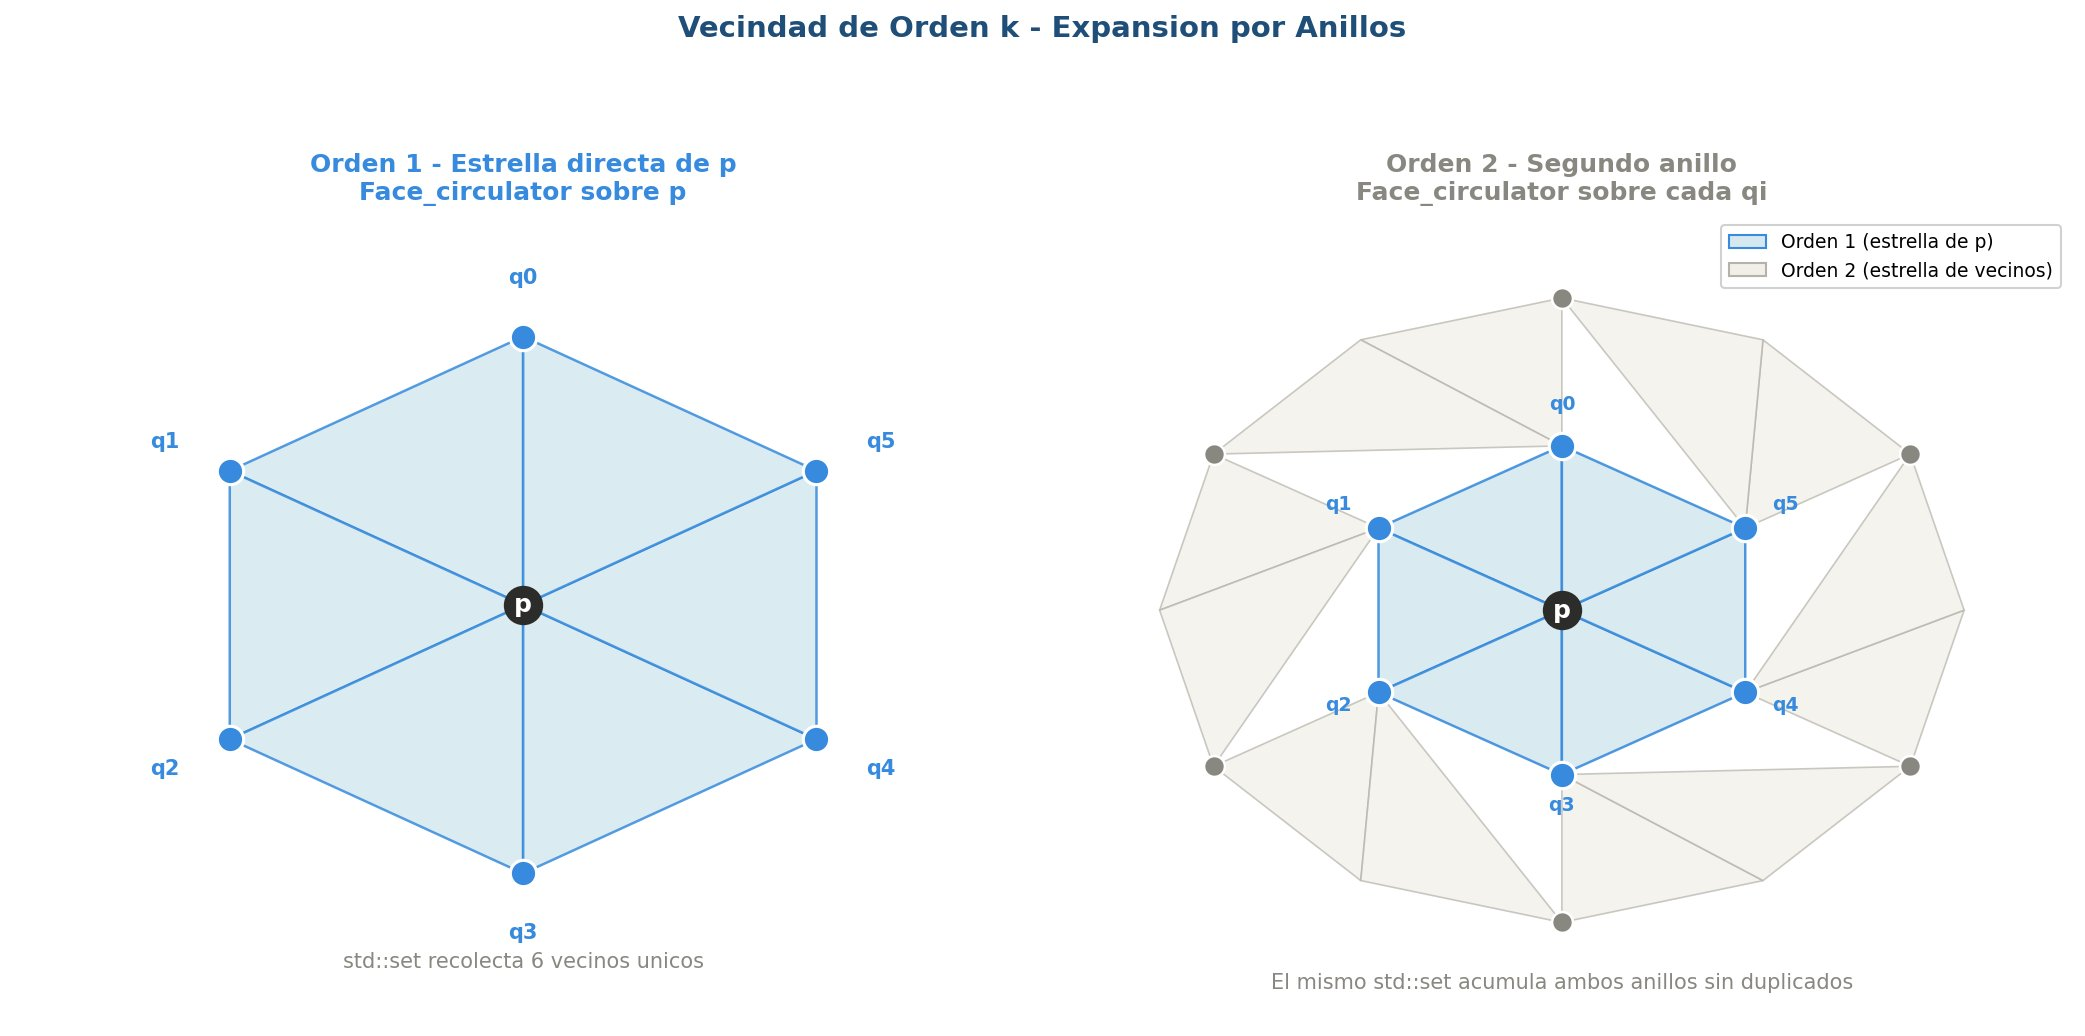 Vecindad de Orden k - Expansion por Anillos
Orden 1 - Estrella directa de p
Face_circulator sobre p
q0
q1
q5
p
q2
q4
q3
std::set recolecta 6 vecinos unicos
Orden 2 - Segundo anillo
Face_circulator sobre cada qi
Orden 1 (estrella de p)
Orden 2 (estrella de vecinos)
q0
q1
q5
p
q2
q4
q3
El mismo std::set acumula ambos anillos sin duplicados